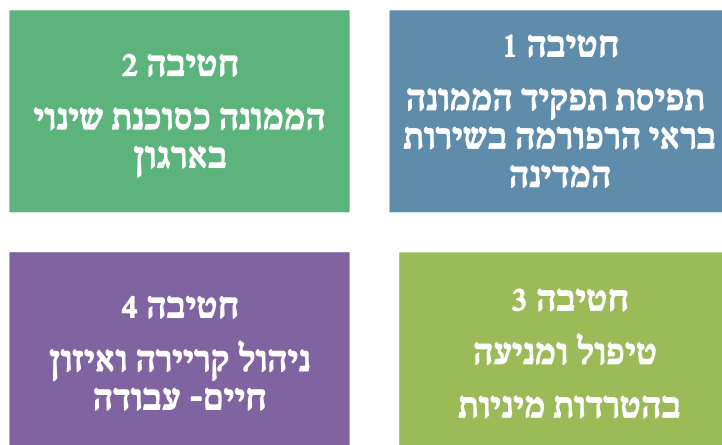 חטיבה 1
תפיסת תפקיד הממונה
בראי הרפורמה בשירות
המדינה
חטיבה 2
הממונה כסוכנת שינוי
בארגון
חטיבה 3
טיפול ומניעה
בהטרדות מיניות
חטיבה 4
ניהול קריירה ואיזון
חיים- עבודה